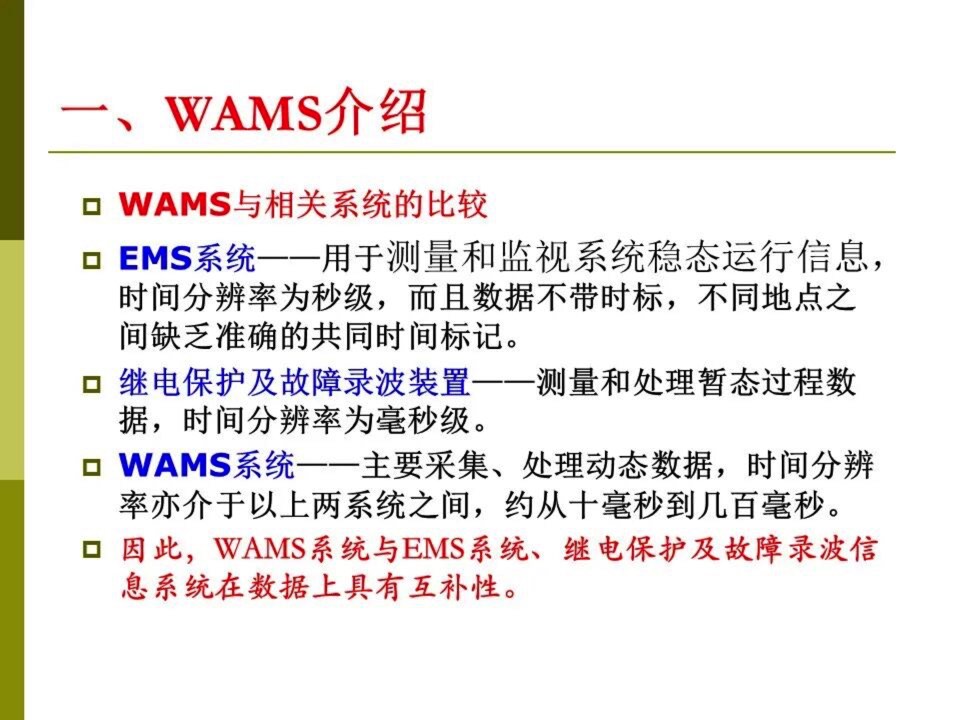 一、WAMS介绍
WAMS与相关系统的比较
EMS系统——用于测量和监视系统稳态运行信息，
时间分辨率为秒级，而且数据不带时标，不同地点之
间缺乏准确的共同时间标记。
继电保护及故障录波装置——测量和处理暂态过程数
据，时间分辨率为毫秒级。
WAMS系统——主要采集、处理动态数据，时间分辨
率亦介于以上两系统之间，约从十毫秒到几百毫秒。
因此，WAMS系统与EMS系统、继电保护及故障录波信
息系统在数据上具有互补性。